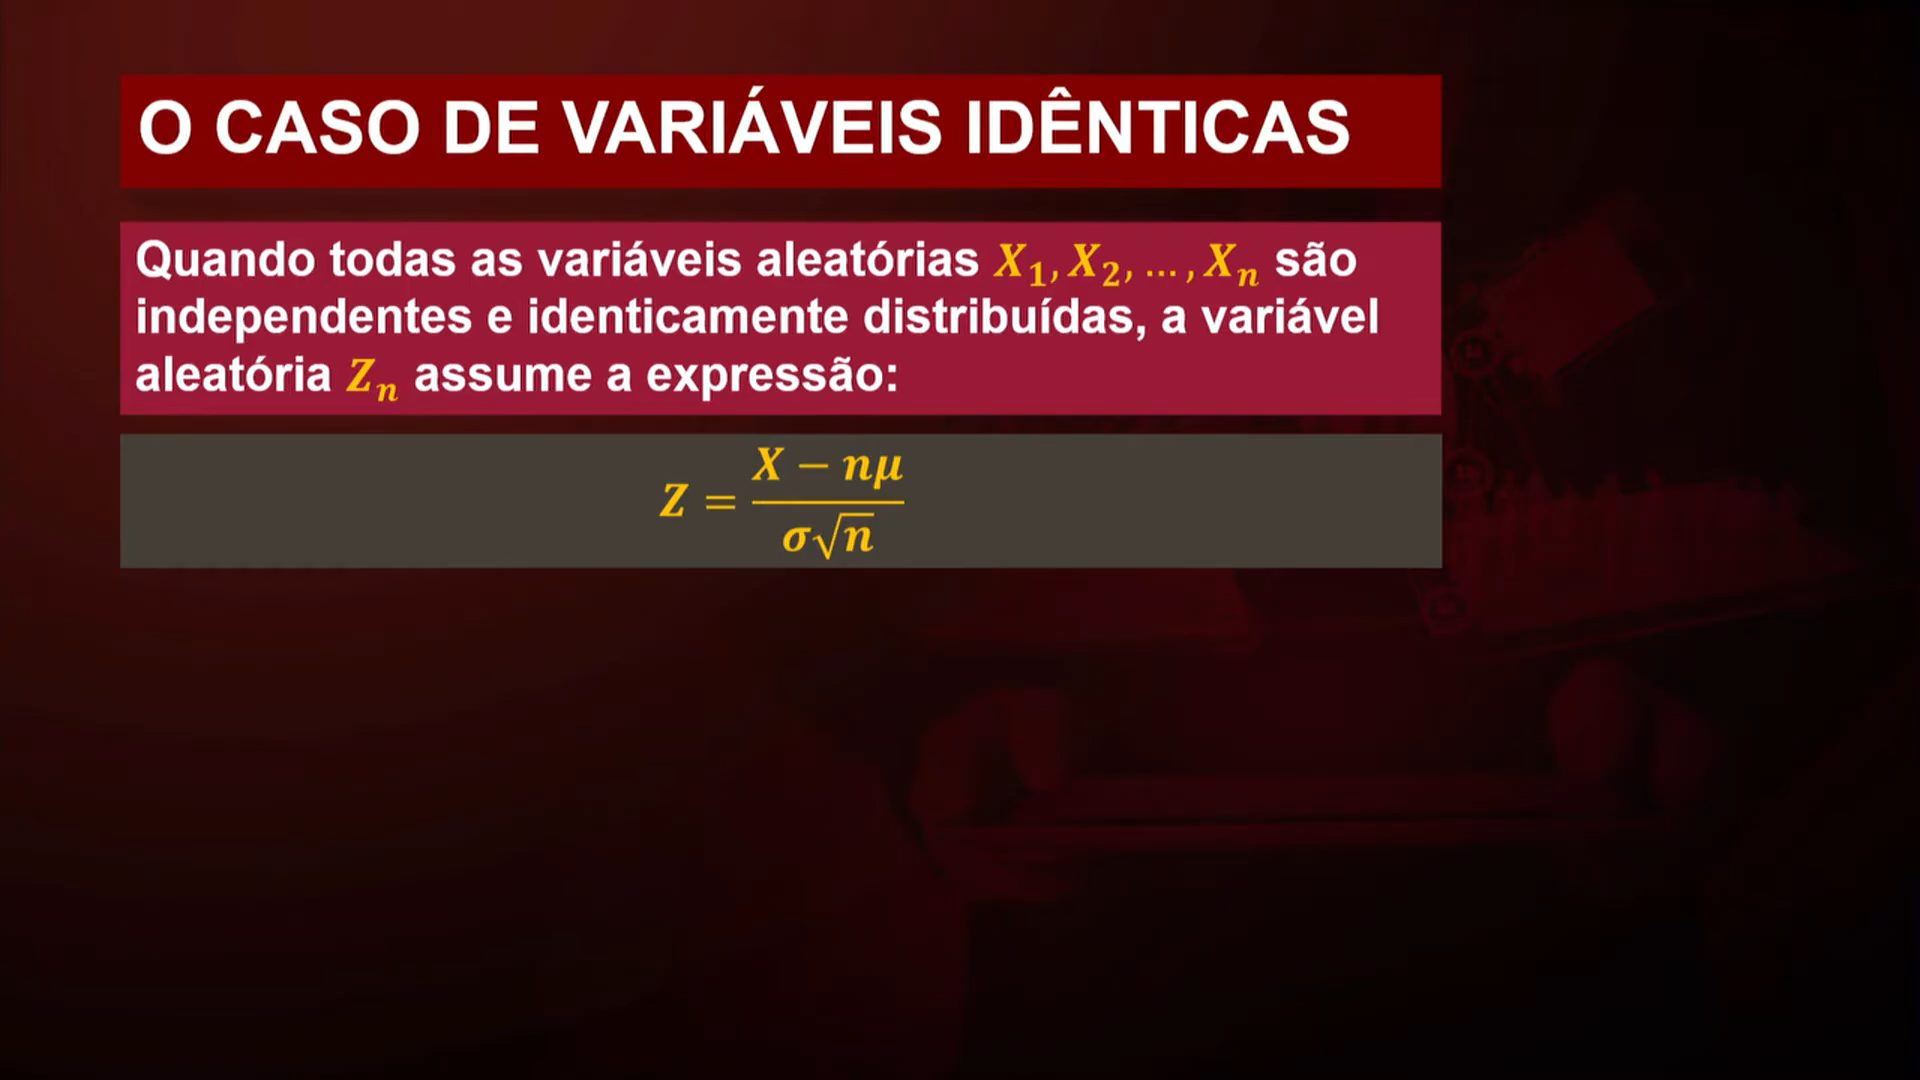 O CASO DE VARIÁVEIS IDÊNTICAS
Quando todas as variáveis aleatórias X₁, X₂, … , Xₙ são
independentes e identicamente distribuídas, a variável
aleatória Zₙ assume a expressão:
Z = (X − nμ) / (σ√n)